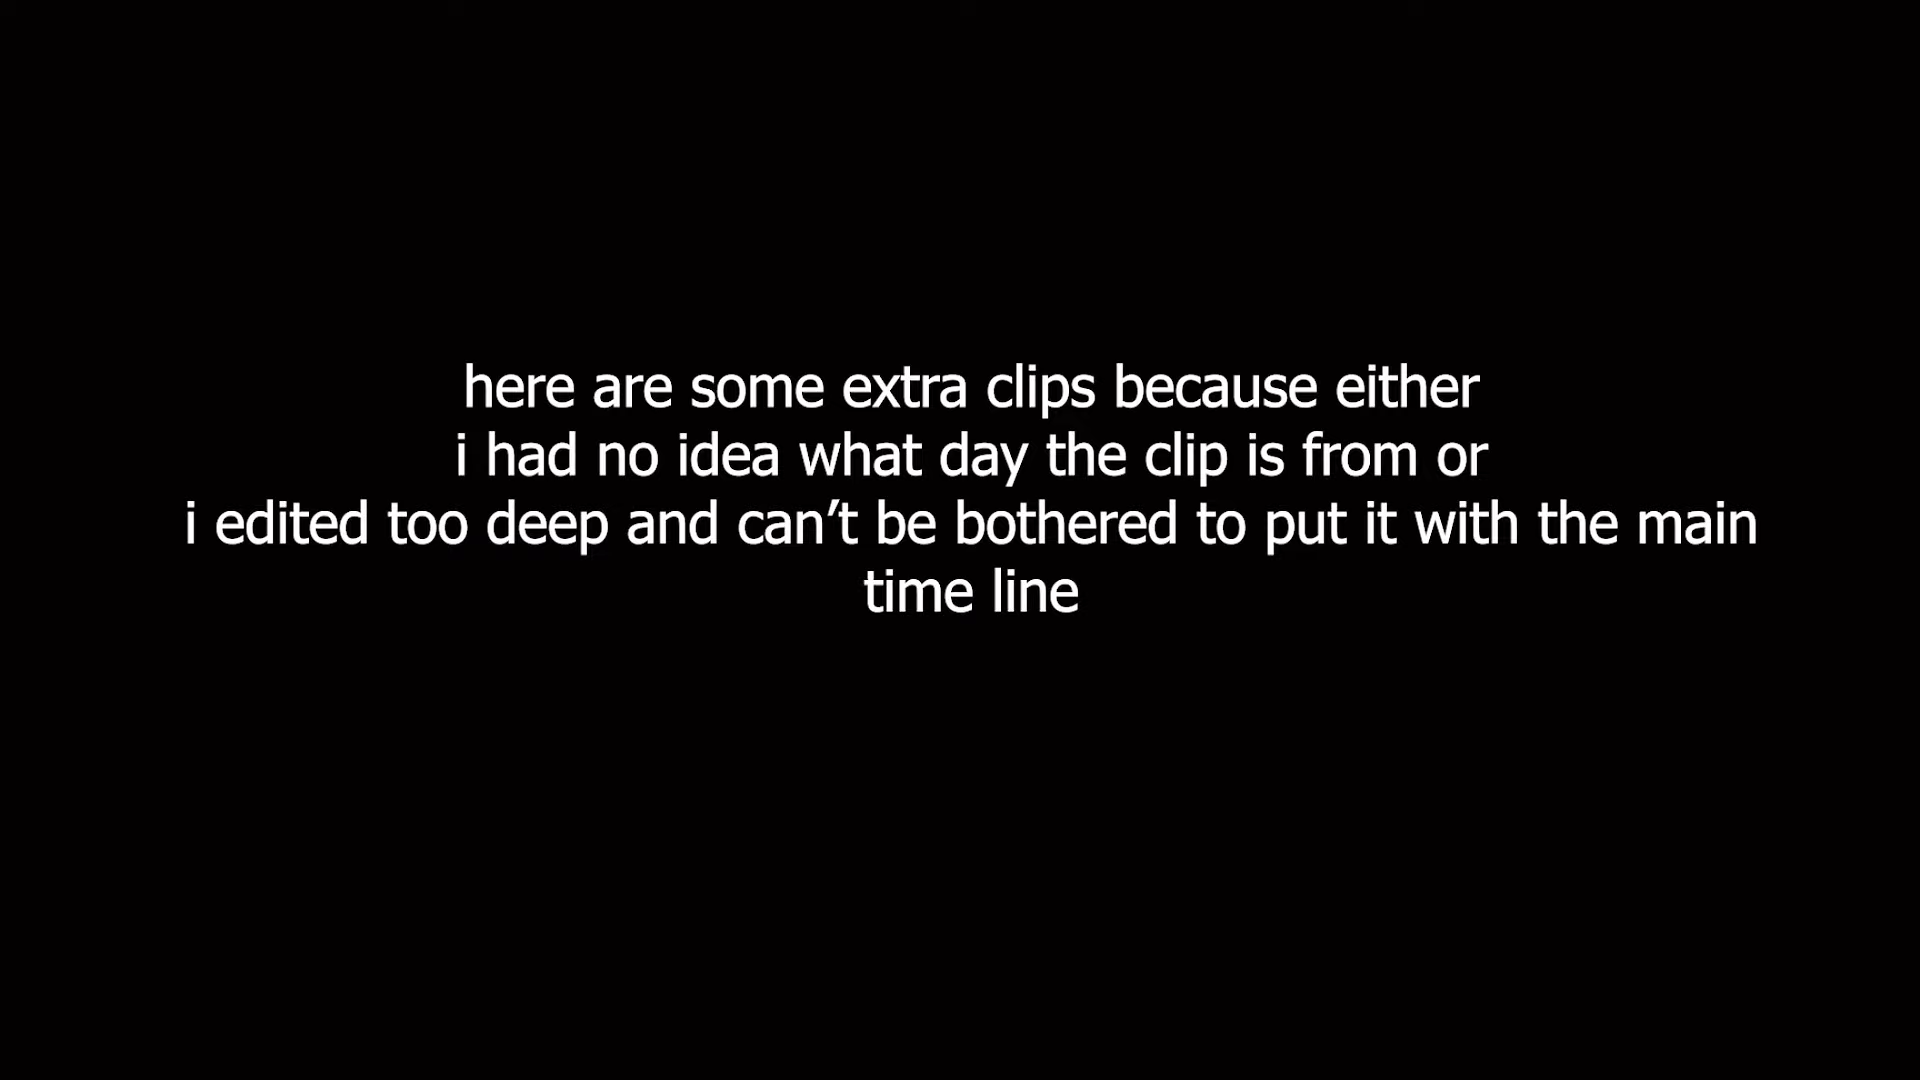 here are some extra clips because either
i had no idea what day the clip is from or
i edited too deep and can’t be bothered to put it with the main
time line